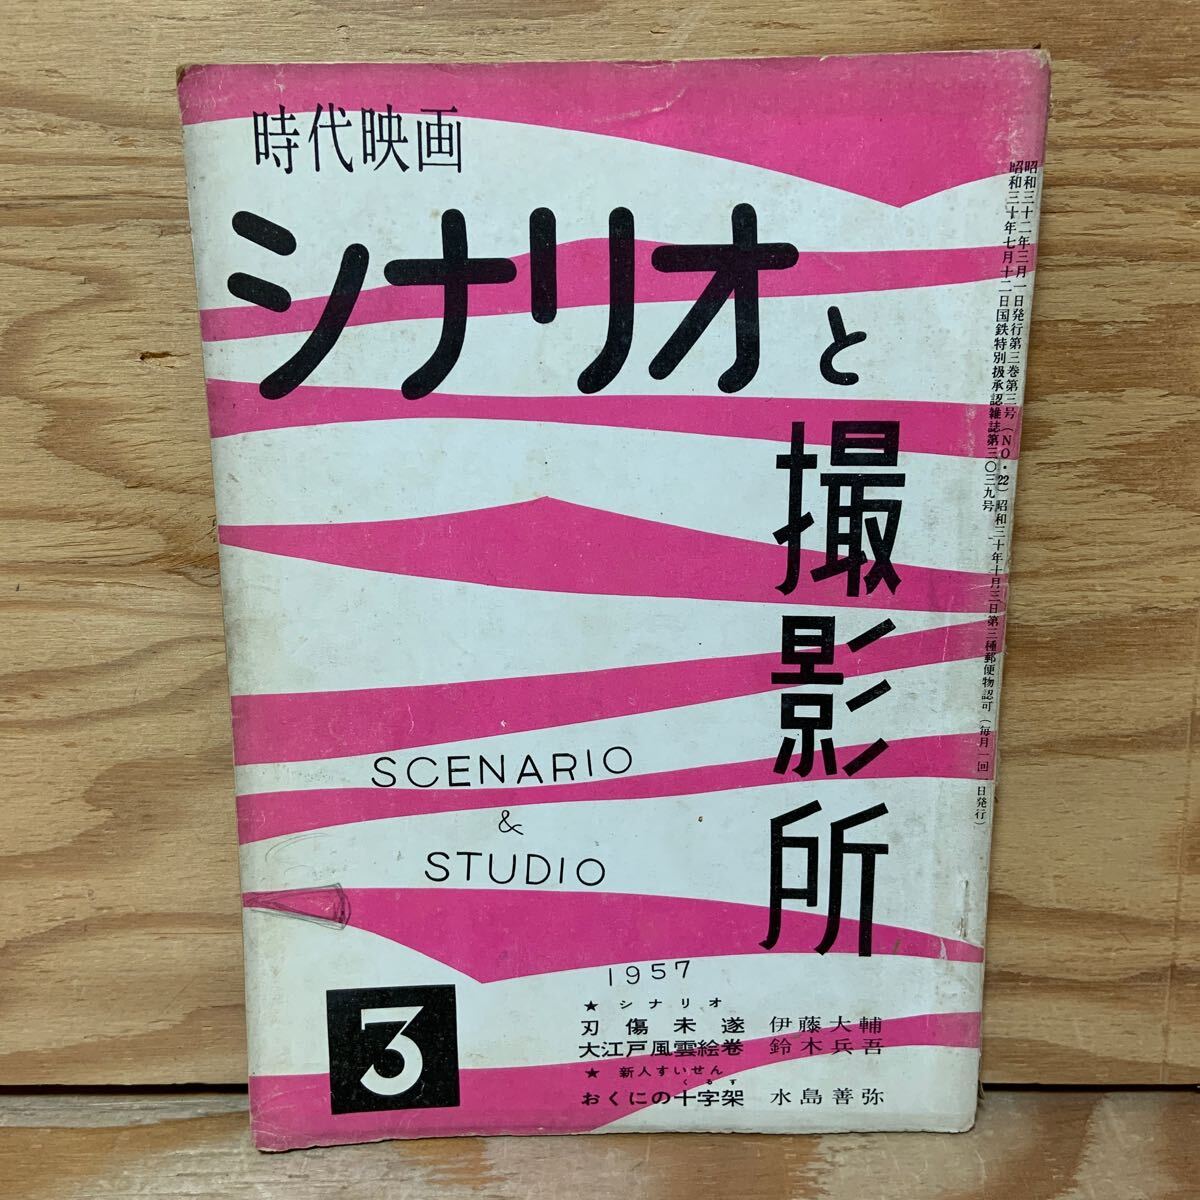 時代映画
シナリオと
撮影所
SCENARIO
&
STUDIO
1957
3
★ シナリオ
刃傷未遂 伊藤大輔
大江戸風雲絵巻 鈴木兵吾
★ 新人すいせん
くるす
おくにの十字架 水島善弥
昭和三十二年三月一日発行第三巻第三号(NO・22)昭和三十年十月三日第三種郵便物認可(毎月一回一日発行)
昭和三十年七月十二日国鉄特別扱承認雑誌第三〇三九号